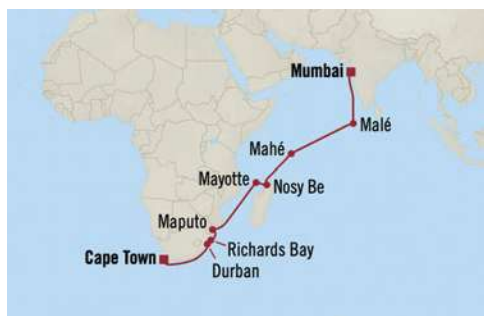 Mumbai
Malé
Mahé
Mayotte
Nosy Be
Maputo
Richards Bay
Cape Town
Durban